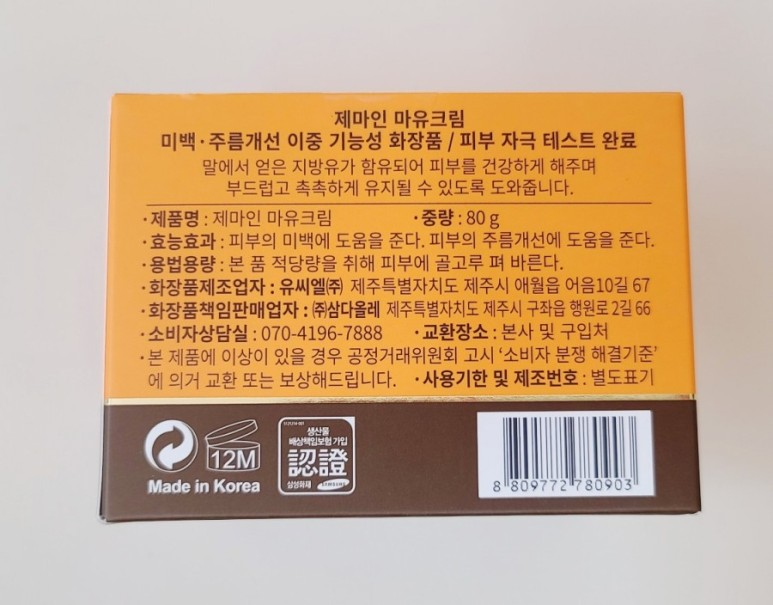 제마인 마유크림
미백·주름개선 이중 기능성 화장품 / 피부 자극 테스트 완료
말에서 얻은 지방유가 함유되어 피부를 건강하게 해주며
부드럽고 촉촉하게 유지될 수 있도록 도와줍니다.
·제품명 : 제마인 마유크림 ·중량 : 80 g
·효능효과 : 피부의 미백에 도움을 준다. 피부의 주름개선에 도움을 준다.
·용법용량 : 본 품 적당량을 취해 피부에 골고루 펴 바른다.
·화장품제조업자 : 유씨엘㈜ 제주특별자치도 제주시 애월읍 어음10길 67
·화장품책임판매업자 : ㈜삼다올레 제주특별자치도 제주시 구좌읍 행원로 2길 66
·소비자상담실 : 070-4196-7888 ·교환장소 : 본사 및 구입처
·본 제품에 이상이 있을 경우 공정거래위원회 고시 '소비자 분쟁 해결기준'
에 의거 교환 또는 보상해드립니다. ·사용기한 및 제조번호 : 별도표기
12M
Made in Korea
생산물
배상책임보험 가입
認證
삼성화재 SAMSUNG
8 809772 780903